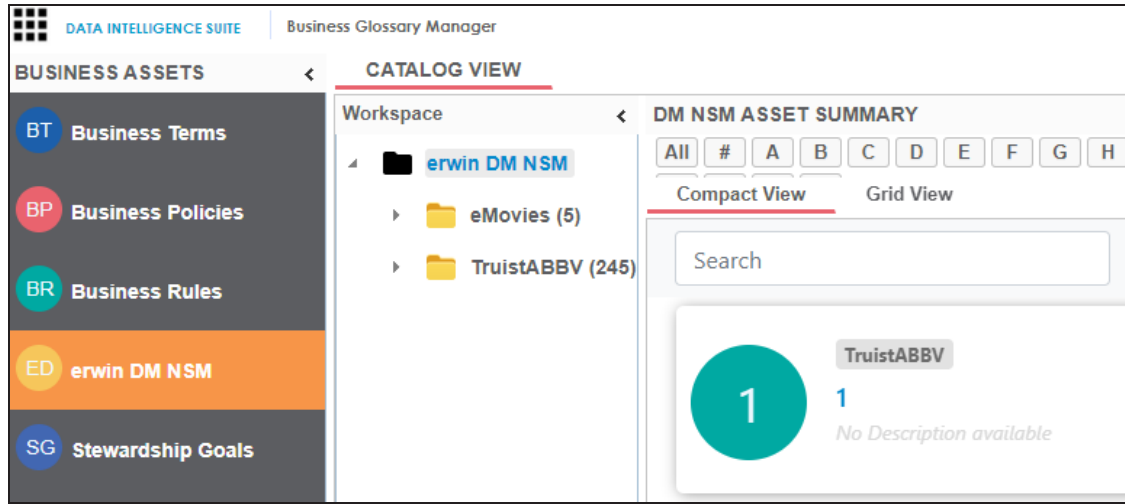 DATA INTELLIGENCE SUITE Business Glossary Manager
BUSINESS ASSETS
BT Business Terms
BP Business Policies
BR Business Rules
ED erwin DM NSM
SG Stewardship Goals
CATALOG VIEW
Workspace
erwin DM NSM
eMovies (5)
TruistABBV (245)
DM NSM ASSET SUMMARY
All # A B C D E F G H
Compact View Grid View
Search
1
TruistABBV
1
No Description available